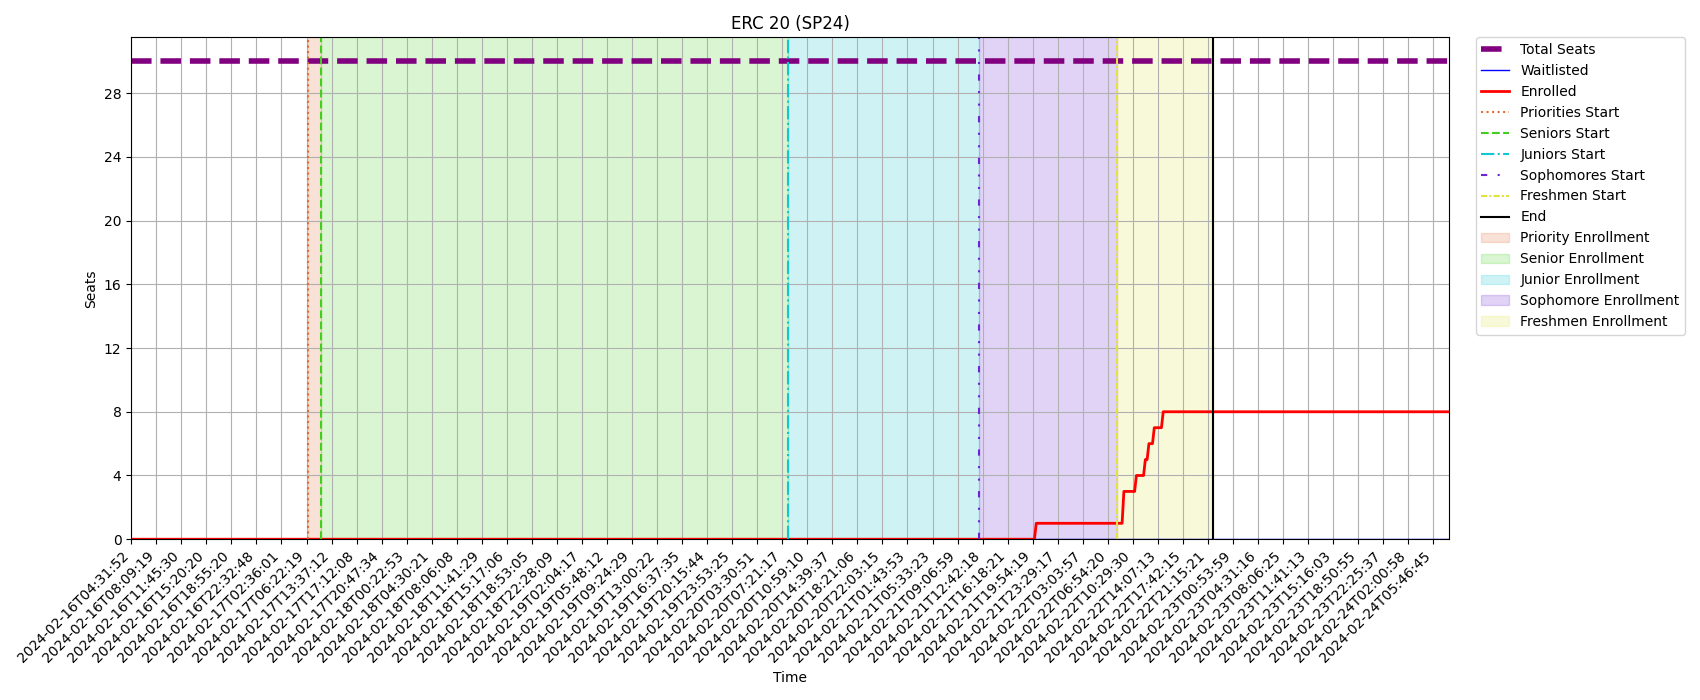 ERC 20 (SP24)
Total Seats
Waitlisted
Enrolled
Priorities Start
Seniors Start
Juniors Start
Sophomores Start
Freshmen Start
End
Priority Enrollment
Senior Enrollment
Junior Enrollment
Sophomore Enrollment
Freshmen Enrollment
Seats
28
24
20
16
12
8
4
0
2024-02-16T04:31:52
2024-02-16T08:09:19
2024-02-16T11:45:30
2024-02-16T15:20:20
2024-02-16T18:55:20
2024-02-16T22:32:48
2024-02-17T02:36:01
2024-02-17T06:22:19
2024-02-17T13:37:12
2024-02-17T17:12:08
2024-02-17T20:47:34
2024-02-18T00:22:53
2024-02-18T04:30:21
2024-02-18T08:06:08
2024-02-18T11:41:29
2024-02-18T15:17:06
2024-02-18T18:53:05
2024-02-18T22:28:09
2024-02-19T02:04:17
2024-02-19T05:48:12
2024-02-19T09:24:29
2024-02-19T13:00:22
2024-02-19T16:37:35
2024-02-19T20:15:44
2024-02-19T23:53:25
2024-02-20T03:30:51
2024-02-20T07:21:17
2024-02-20T10:59:10
2024-02-20T14:39:37
2024-02-20T18:21:06
2024-02-20T22:03:15
2024-02-21T01:43:53
2024-02-21T05:33:23
2024-02-21T09:06:59
2024-02-21T12:42:18
2024-02-21T16:18:21
2024-02-21T19:54:19
2024-02-21T23:29:17
2024-02-22T03:03:57
2024-02-22T06:54:20
2024-02-22T10:29:30
2024-02-22T14:07:13
2024-02-22T17:42:15
2024-02-22T21:15:21
2024-02-23T00:53:59
2024-02-23T04:31:16
2024-02-23T08:06:25
2024-02-23T11:41:13
2024-02-23T15:16:03
2024-02-23T18:50:55
2024-02-23T22:25:37
2024-02-24T02:00:58
2024-02-24T05:46:45
Time